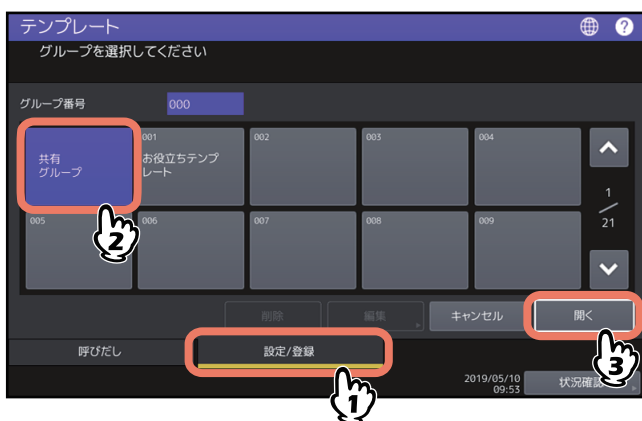 テンプレート
?
グループを選択してください
グループ番号 000
共有
グループ
001
お役立ちテンプ
レート
002
003
004
1
21
005
006
007
008
009
2
削除
編集
キャンセル
開く
3
呼びだし
設定/登録
1
2019/05/10
09:53
状況確認